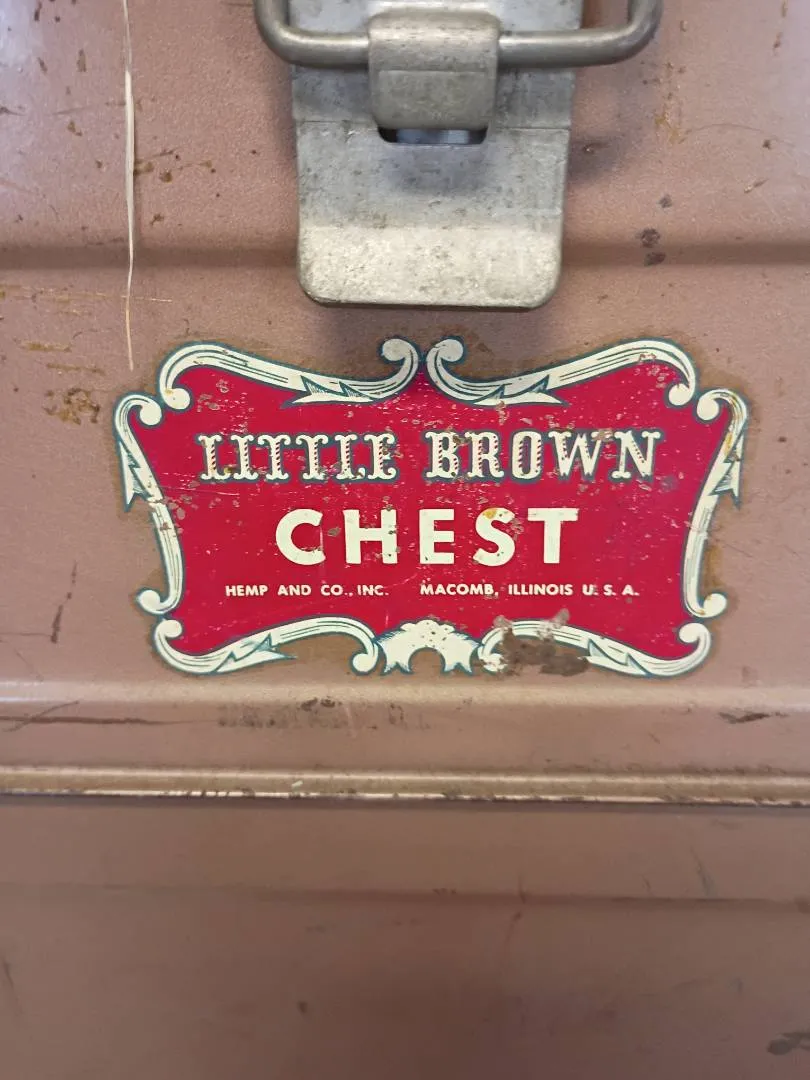 LITTLE BROWN
CHEST
HEMP AND CO., INC. MACOMB, ILLINOIS U. S. A.